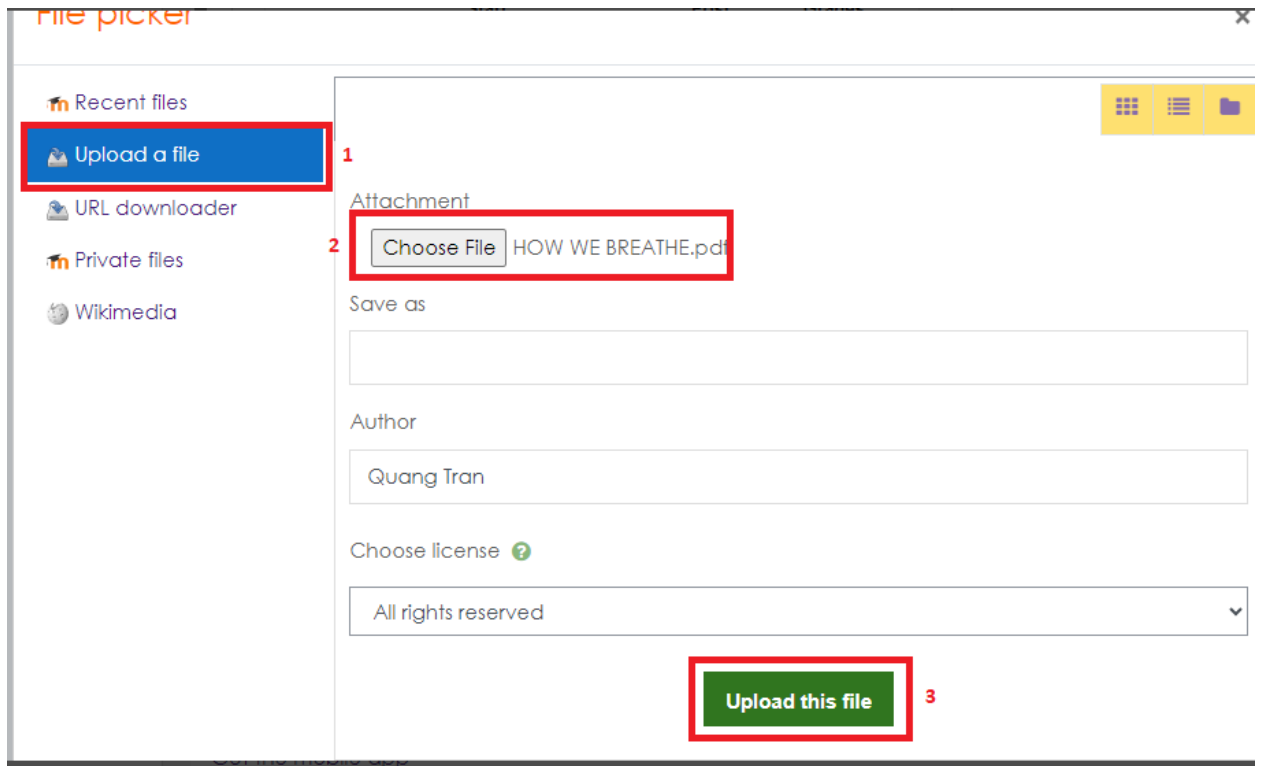 File picker
×
Recent files
Upload a file
1
URL downloader
Private files
Wikimedia
Attachment
2
Choose File HOW WE BREATHE.pdf
Save as
Author
Quang Tran
Choose license ?
All rights reserved
Upload this file
3